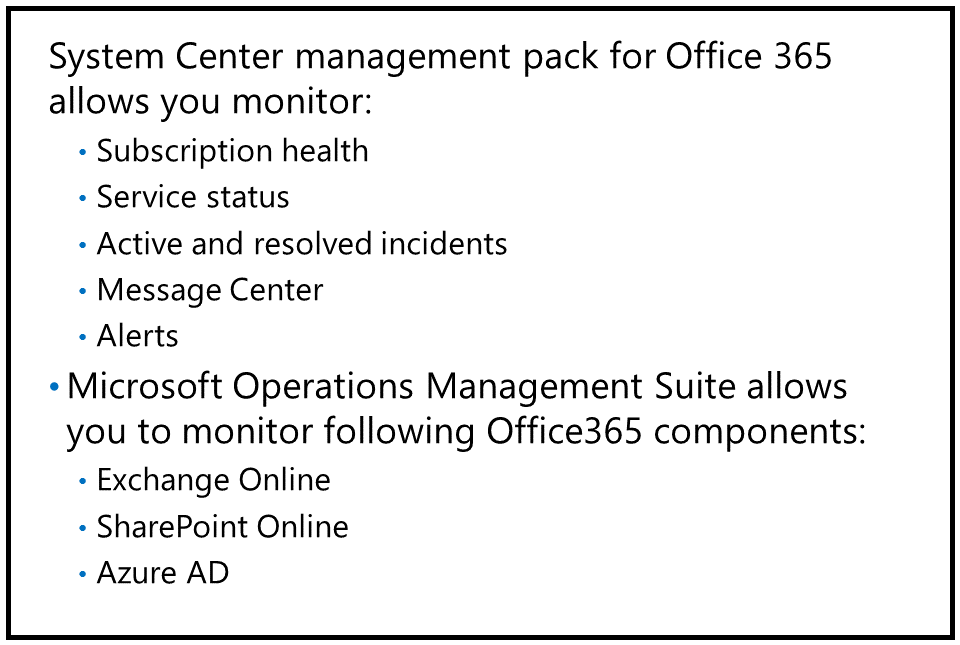 System Center management pack for Office 365
allows you monitor:
• Subscription health
• Service status
• Active and resolved incidents
• Message Center
• Alerts
• Microsoft Operations Management Suite allows
you to monitor following Office365 components:
• Exchange Online
• SharePoint Online
• Azure AD